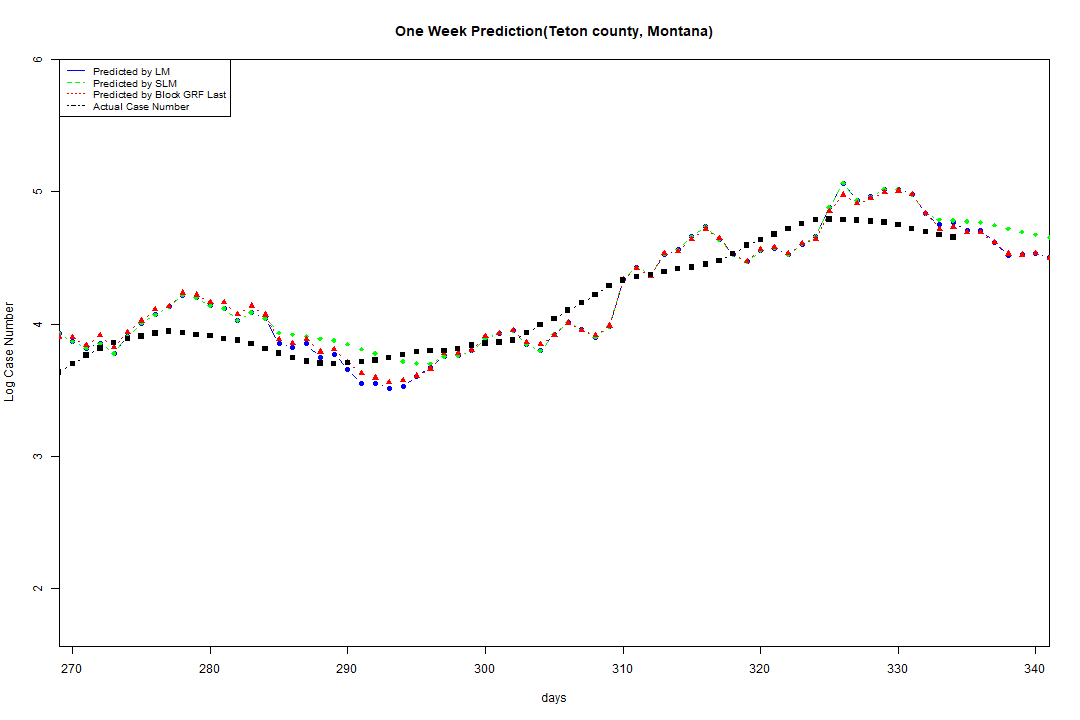 One Week Prediction(Teton county, Montana)
Predicted by LM
Predicted by SLM
Predicted by Block GRF Last
Actual Case Number
6
5
4
3
2
Log Case Number
270 280 290 300 310 320 330 340
days